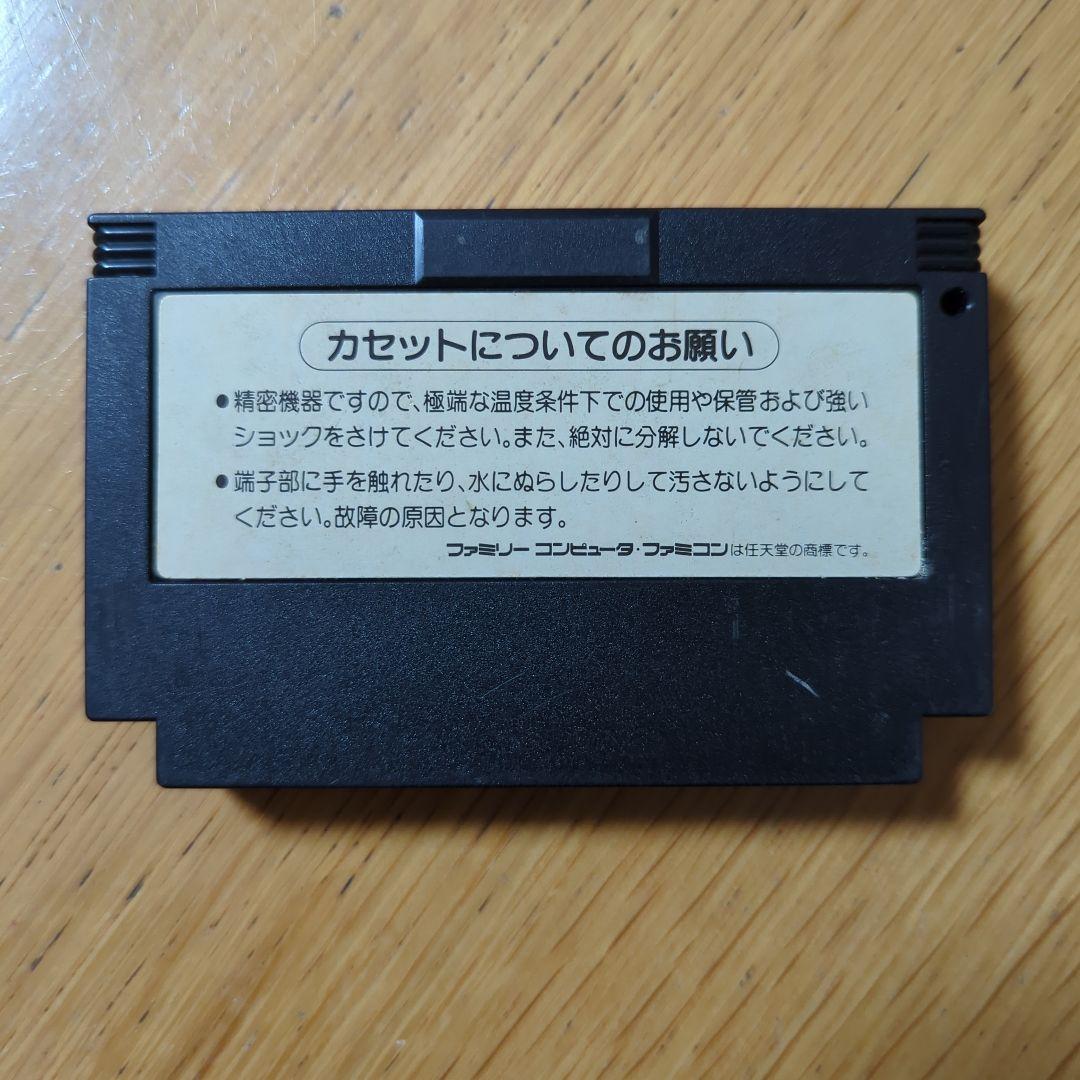 カセットについてのお願い
●精密機器ですので、極端な温度条件下での使用や保管および強い
ショックをさけてください。また、絶対に分解しないでください。
●端子部に手を触れたり、水にぬらしたりして汚さないようにして
ください。故障の原因となります。
ファミリー コンピュータ・ファミコンは任天堂の商標です。